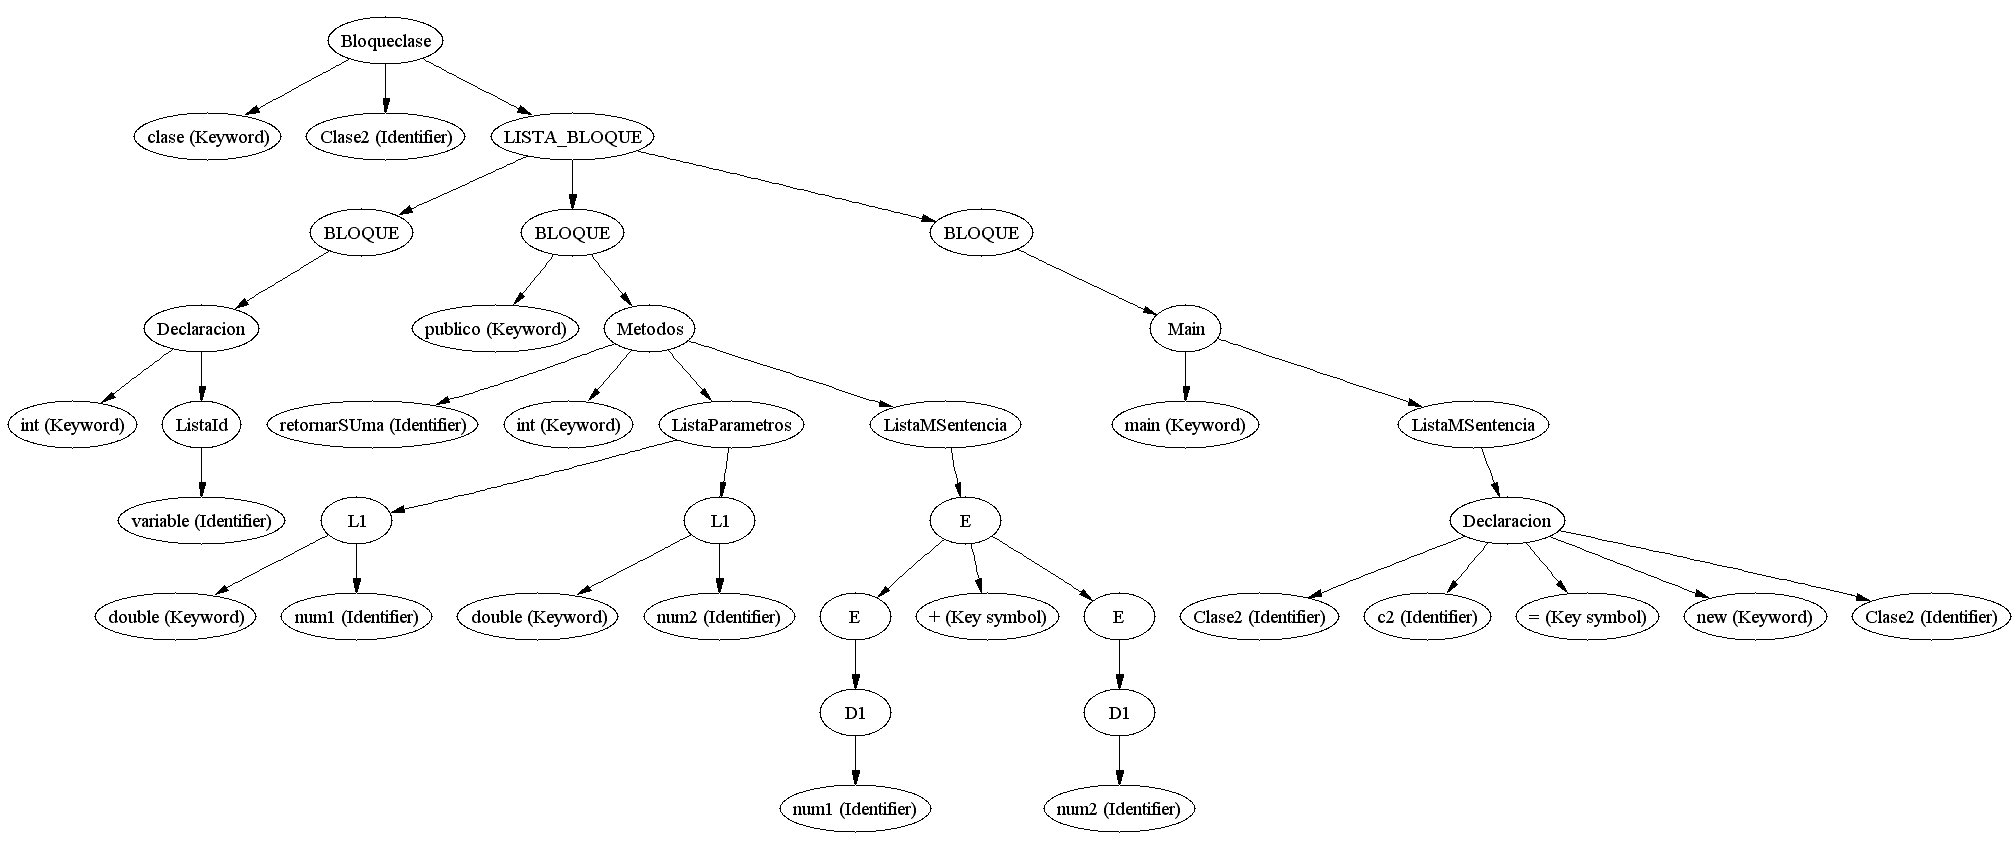 Bloqueclase
clase (Keyword)
Clase2 (Identifier)
LISTA_BLOQUE
BLOQUE
BLOQUE
BLOQUE
Declaracion
publico (Keyword)
Metodos
Main
int (Keyword)
ListaId
retornarSUma (Identifier)
int (Keyword)
ListaParametros
ListaMSentencia
main (Keyword)
ListaMSentencia
variable (Identifier)
L1
L1
E
Declaracion
double (Keyword)
num1 (Identifier)
double (Keyword)
num2 (Identifier)
E
+ (Key symbol)
E
Clase2 (Identifier)
c2 (Identifier)
= (Key symbol)
new (Keyword)
Clase2 (Identifier)
D1
D1
num1 (Identifier)
num2 (Identifier)